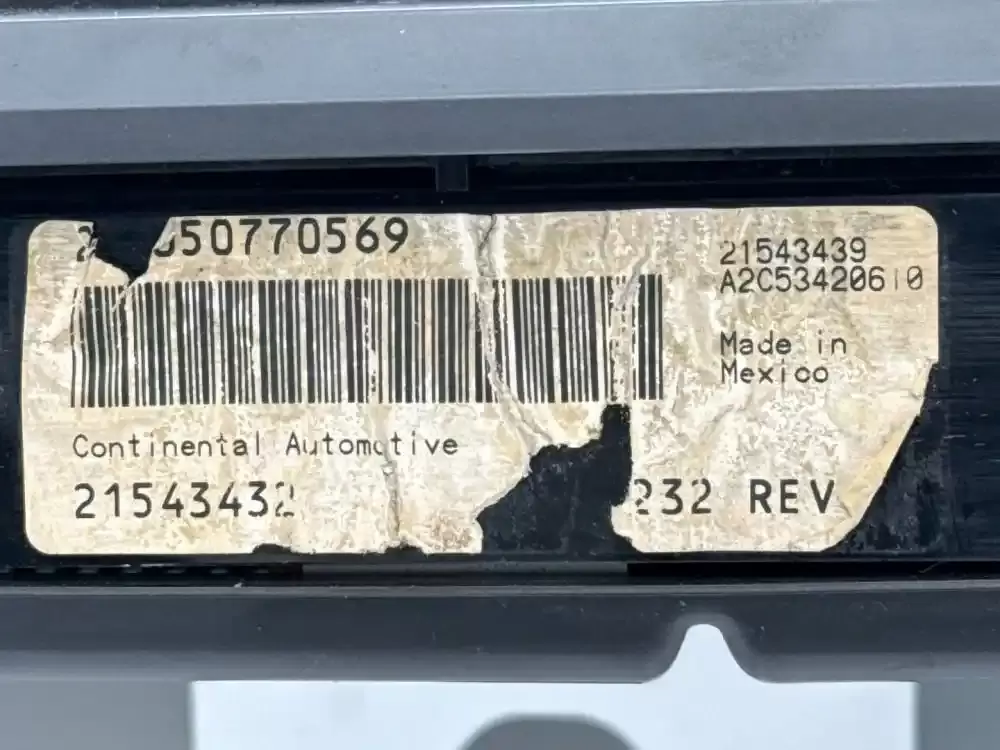 50770569
21543439
A2C53420610
Made in
Mexico
Continental Automotive
21543432
232 REV